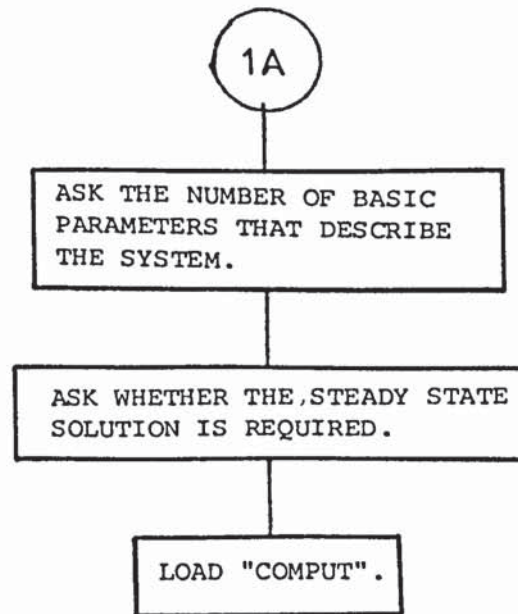 1A
ASK THE NUMBER OF BASIC
PARAMETERS THAT DESCRIBE
THE SYSTEM.
ASK WHETHER THE,STEADY STATE
SOLUTION IS REQUIRED.
LOAD "COMPUT".